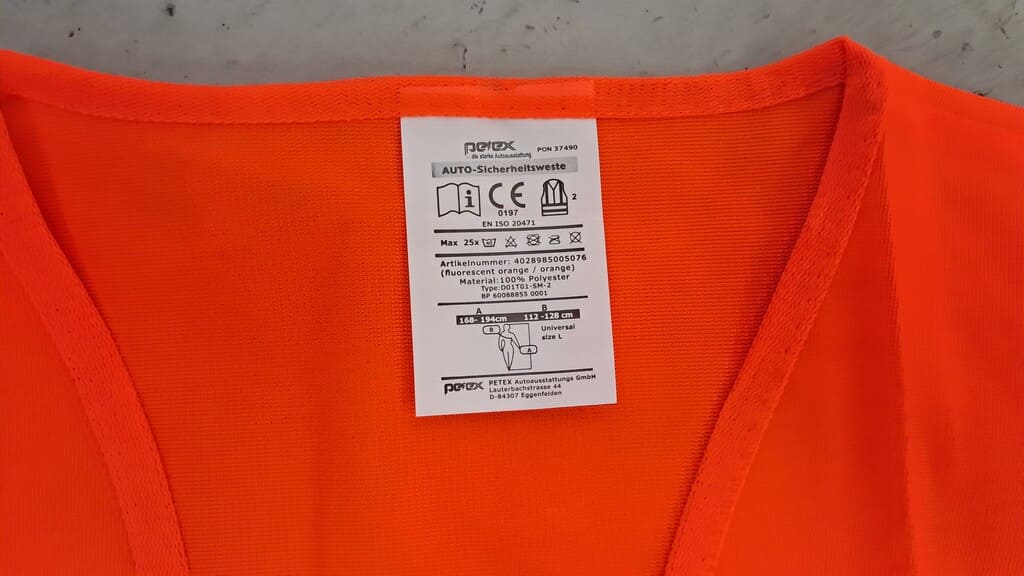 petex PON 37490
die starke Autoausstattung
AUTO-Sicherheitsweste
i CE 2
0197
EN ISO 20471
Max 25x
Artikelnummer: 4028985005076
(fluorescent orange / orange)
Material:100% Polyester
Type:D01T01-SM-2
BP 60088855 0001
A B
168- 194cm 112 -128 cm
B Universal
size L
A
petex PETEX Autoausstattungs GmbH
Lauterbachstrasse 44
D-84307 Eggenfelden